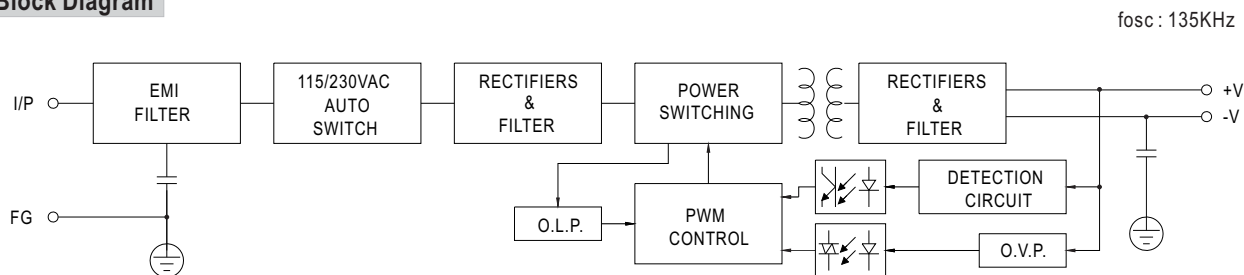 Block Diagram
fosc : 135KHz
I/P
EMI
FILTER
115/230VAC
AUTO
SWITCH
RECTIFIERS
&
FILTER
POWER
SWITCHING
RECTIFIERS
&
FILTER
+V
-V
FG
O.L.P.
PWM
CONTROL
DETECTION
CIRCUIT
O.V.P.